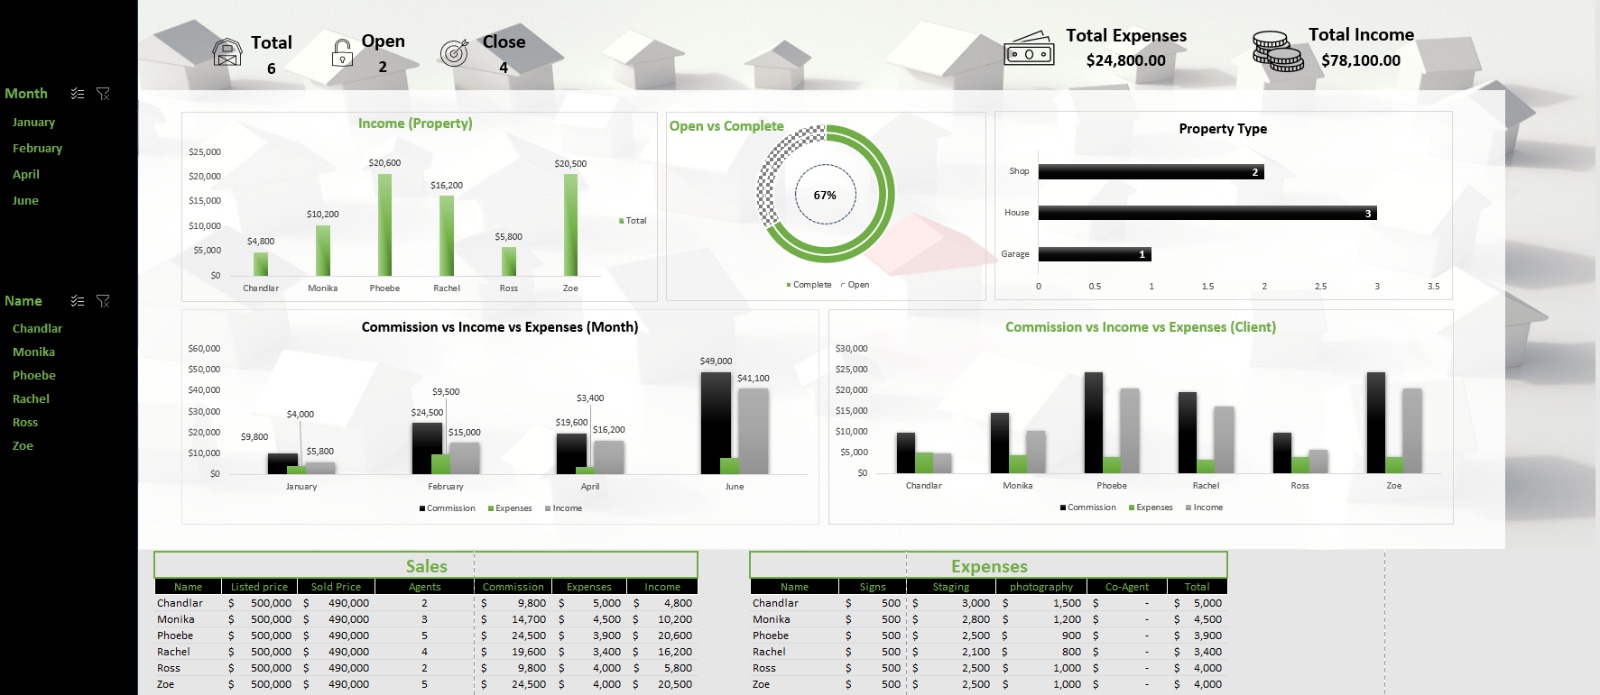 Total
6
Open
2
Close
4
Total Expenses
$24,800.00
Total Income
$78,100.00
Month
January
February
April
June
Name
Chandlar
Monika
Phoebe
Rachel
Ross
Zoe
Income (Property)
$25,000
$20,000
$15,000
$10,000
$5,000
$0
$4,800
$10,200
$20,600
$16,200
$5,800
$20,500
Chandlar Monika Phoebe Rachel Ross Zoe
Total
Open vs Complete
67%
Complete Open
Property Type
Shop 2
House 3
Garage 1
0 0.5 1 1.5 2 2.5 3 3.5
Commission vs Income vs Expenses (Month)
$60,000
$50,000
$40,000
$30,000
$20,000
$10,000
$0
$9,800 $4,000 $5,800
$24,500 $9,500 $15,000
$19,600 $3,400 $16,200
$49,000 $41,100
January February April June
Commission Expenses Income
Commission vs Income vs Expenses (Client)
$30,000
$25,000
$20,000
$15,000
$10,000
$5,000
$0
Chandlar Monika Phoebe Rachel Ross Zoe
Commission Expenses Income
Sales
Name Listed price Sold Price Agents Commission Expenses Income
Chandlar $ 500,000 $ 490,000 2 $ 9,800 $ 5,000 $ 4,800
Monika $ 500,000 $ 490,000 3 $ 14,700 $ 4,500 $ 10,200
Phoebe $ 500,000 $ 490,000 5 $ 24,500 $ 3,900 $ 20,600
Rachel $ 500,000 $ 490,000 4 $ 19,600 $ 3,400 $ 16,200
Ross $ 500,000 $ 490,000 2 $ 9,800 $ 4,000 $ 5,800
Zoe $ 500,000 $ 490,000 5 $ 24,500 $ 4,000 $ 20,500
Expenses
Name Signs Staging photography Co-Agent Total
Chandlar $ 500 $ 3,000 $ 1,500 $ - $ 5,000
Monika $ 500 $ 2,800 $ 1,200 $ - $ 4,500
Phoebe $ 500 $ 2,500 $ 900 $ - $ 3,900
Rachel $ 500 $ 2,100 $ 800 $ - $ 3,400
Ross $ 500 $ 2,500 $ 1,000 $ - $ 4,000
Zoe $ 500 $ 2,500 $ 1,000 $ - $ 4,000